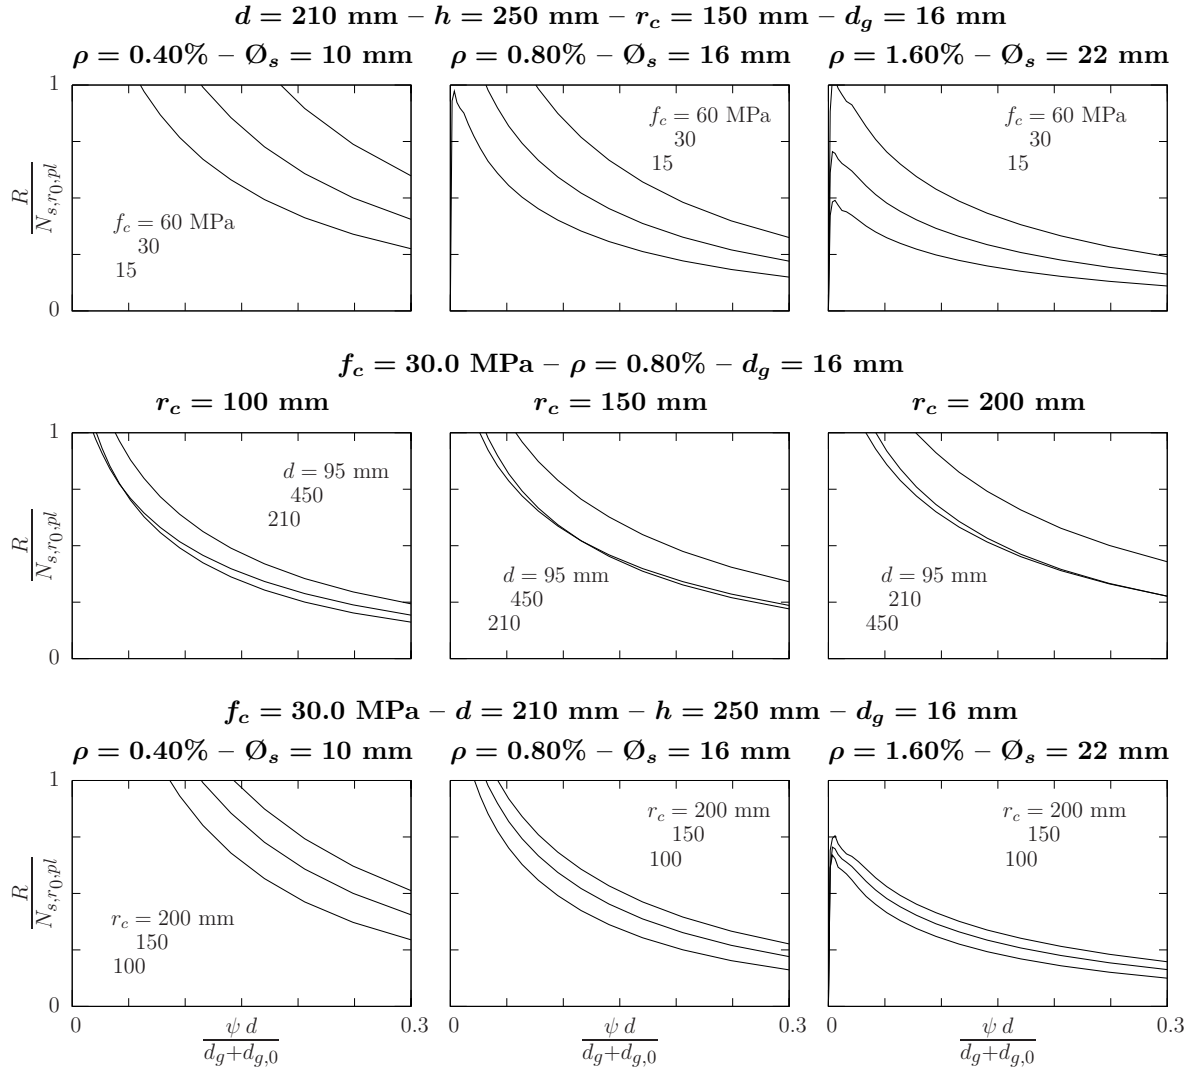 d = 210 mm – h = 250 mm – r_c = 150 mm – d_g = 16 mm
ρ = 0.40% – Ø_s = 10 mm
ρ = 0.80% – Ø_s = 16 mm
ρ = 1.60% – Ø_s = 22 mm
1
R
N_{s,r_0,pl}
0
f_c = 60 MPa
30
15
f_c = 60 MPa
30
15
f_c = 60 MPa
30
15
f_c = 30.0 MPa – ρ = 0.80% – d_g = 16 mm
r_c = 100 mm
r_c = 150 mm
r_c = 200 mm
1
R
N_{s,r_0,pl}
0
d = 95 mm
450
210
d = 95 mm
450
210
d = 95 mm
210
450
f_c = 30.0 MPa – d = 210 mm – h = 250 mm – d_g = 16 mm
ρ = 0.40% – Ø_s = 10 mm
ρ = 0.80% – Ø_s = 16 mm
ρ = 1.60% – Ø_s = 22 mm
1
R
N_{s,r_0,pl}
0
r_c = 200 mm
150
100
r_c = 200 mm
150
100
r_c = 200 mm
150
100
0
ψ d
d_g+d_{g,0}
0.3
0
ψ d
d_g+d_{g,0}
0.3
0
ψ d
d_g+d_{g,0}
0.3